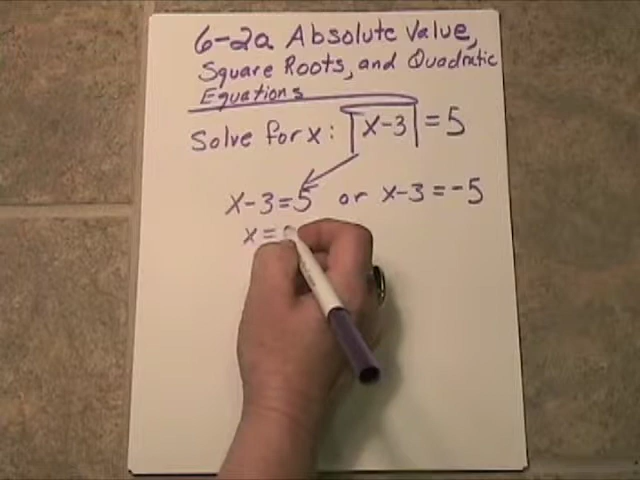 6-2a Absolute Value,
Square Roots, and Quadratic
Equations
Solve for x: |x-3| = 5
x-3=5 or x-3=-5
x=